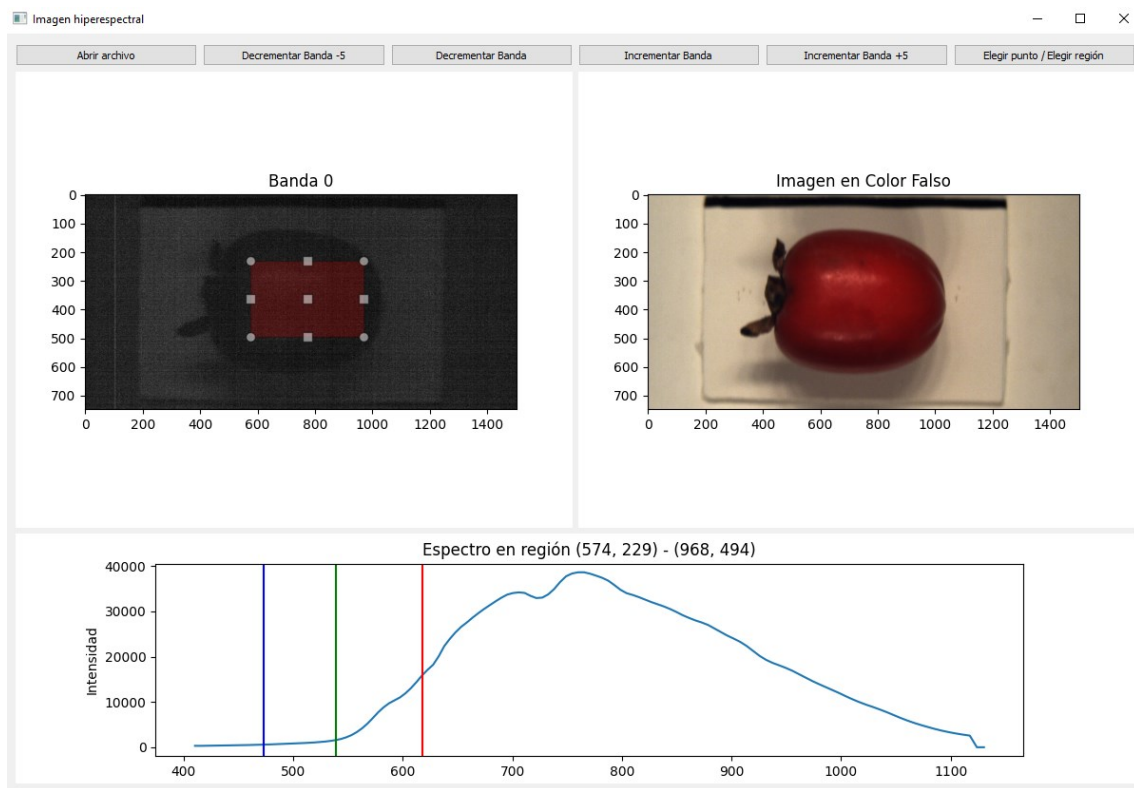 Imagen hiperespectral
Abrir archivo
Decrementar Banda -5
Decrementar Banda
Incrementar Banda
Incrementar Banda +5
Elegir punto / Elegir región
Banda 0
0
100
200
300
400
500
600
700
0 200 400 600 800 1000 1200 1400
Imagen en Color Falso
0
100
200
300
400
500
600
700
0 200 400 600 800 1000 1200 1400
Espectro en región (574, 229) - (968, 494)
Intensidad
40000
30000
20000
10000
0
400 500 600 700 800 900 1000 1100